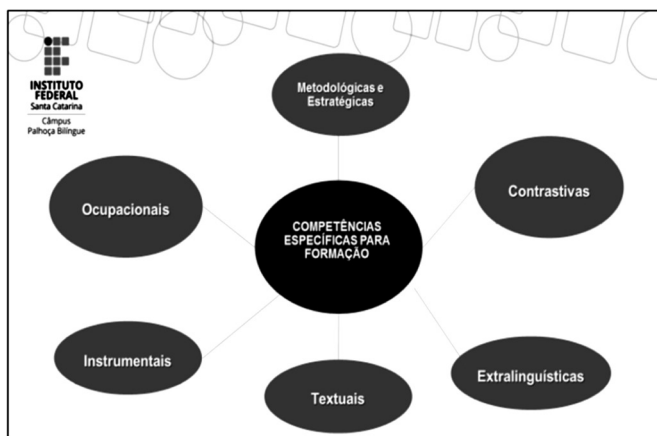 INSTITUTO
FEDERAL
Santa Catarina
Câmpus
Palhoça Bilíngue
Metodológicas e
Estratégicas
Ocupacionais
Contrastivas
COMPETÊNCIAS
ESPECÍFICAS PARA
FORMAÇÃO
Instrumentais
Textuais
Extralinguísticas